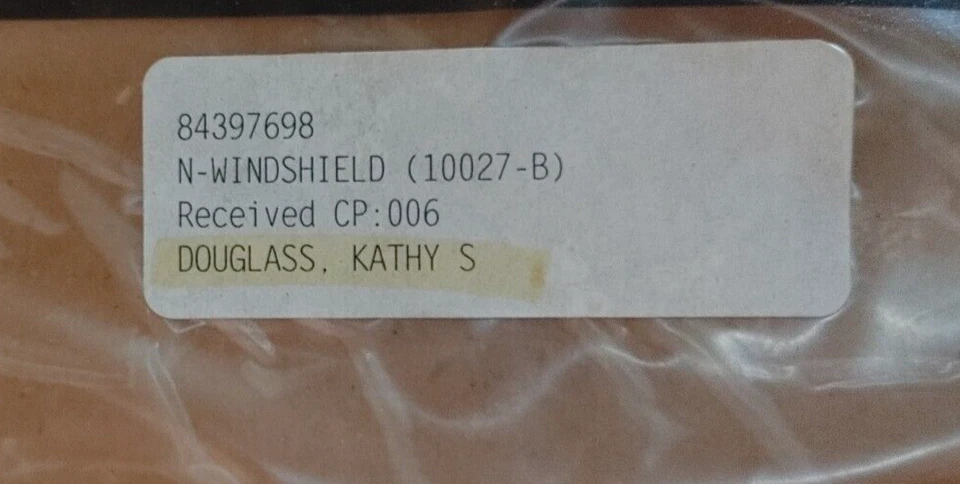 84397698
N-WINDSHIELD (10027-B)
Received CP:006
DOUGLASS, KATHY S